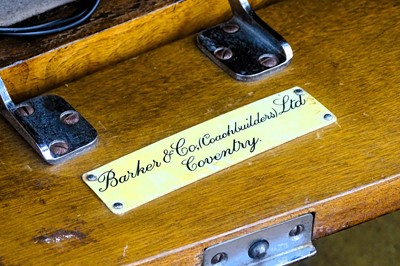 Barker & Co. (Coachbuilders) Ltd
Coventry.